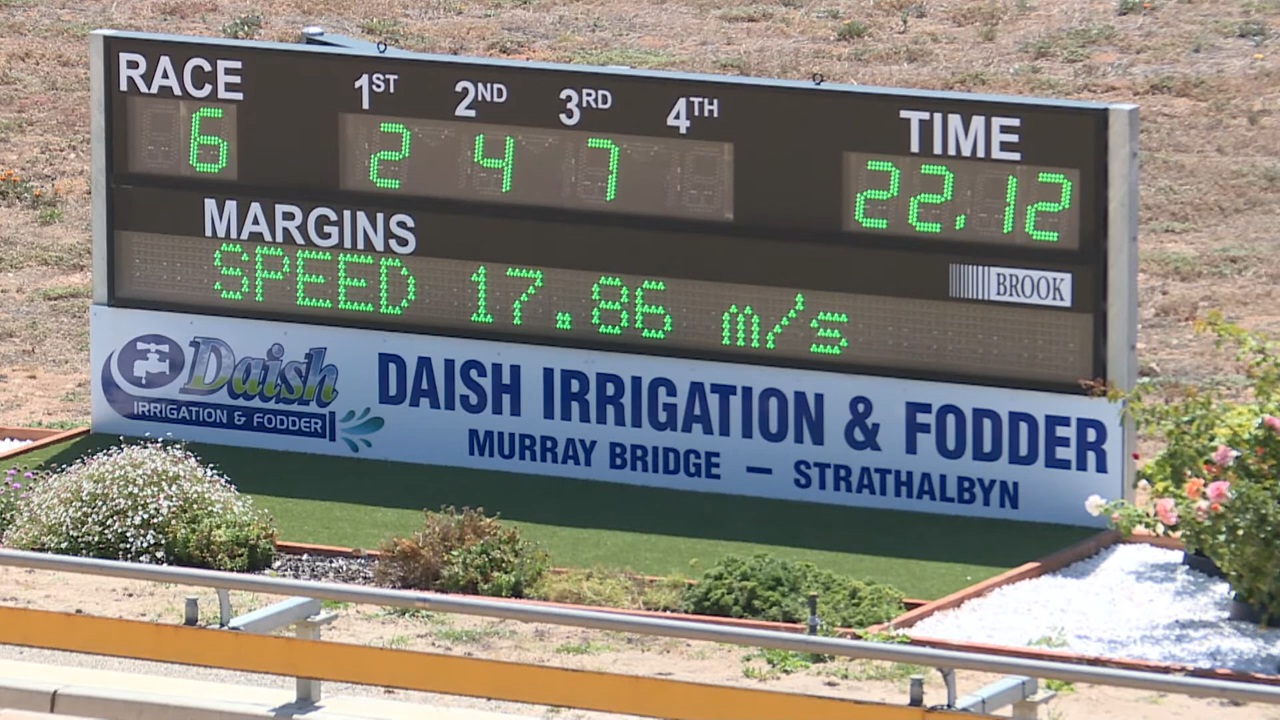 RACE 1ST 2ND 3RD 4TH TIME
6 2 4 7 22.12
MARGINS
BROOK
SPEED 17.86 m/s
Daish
IRRIGATION & FODDER
DAISH IRRIGATION & FODDER
MURRAY BRIDGE — STRATHALBYN